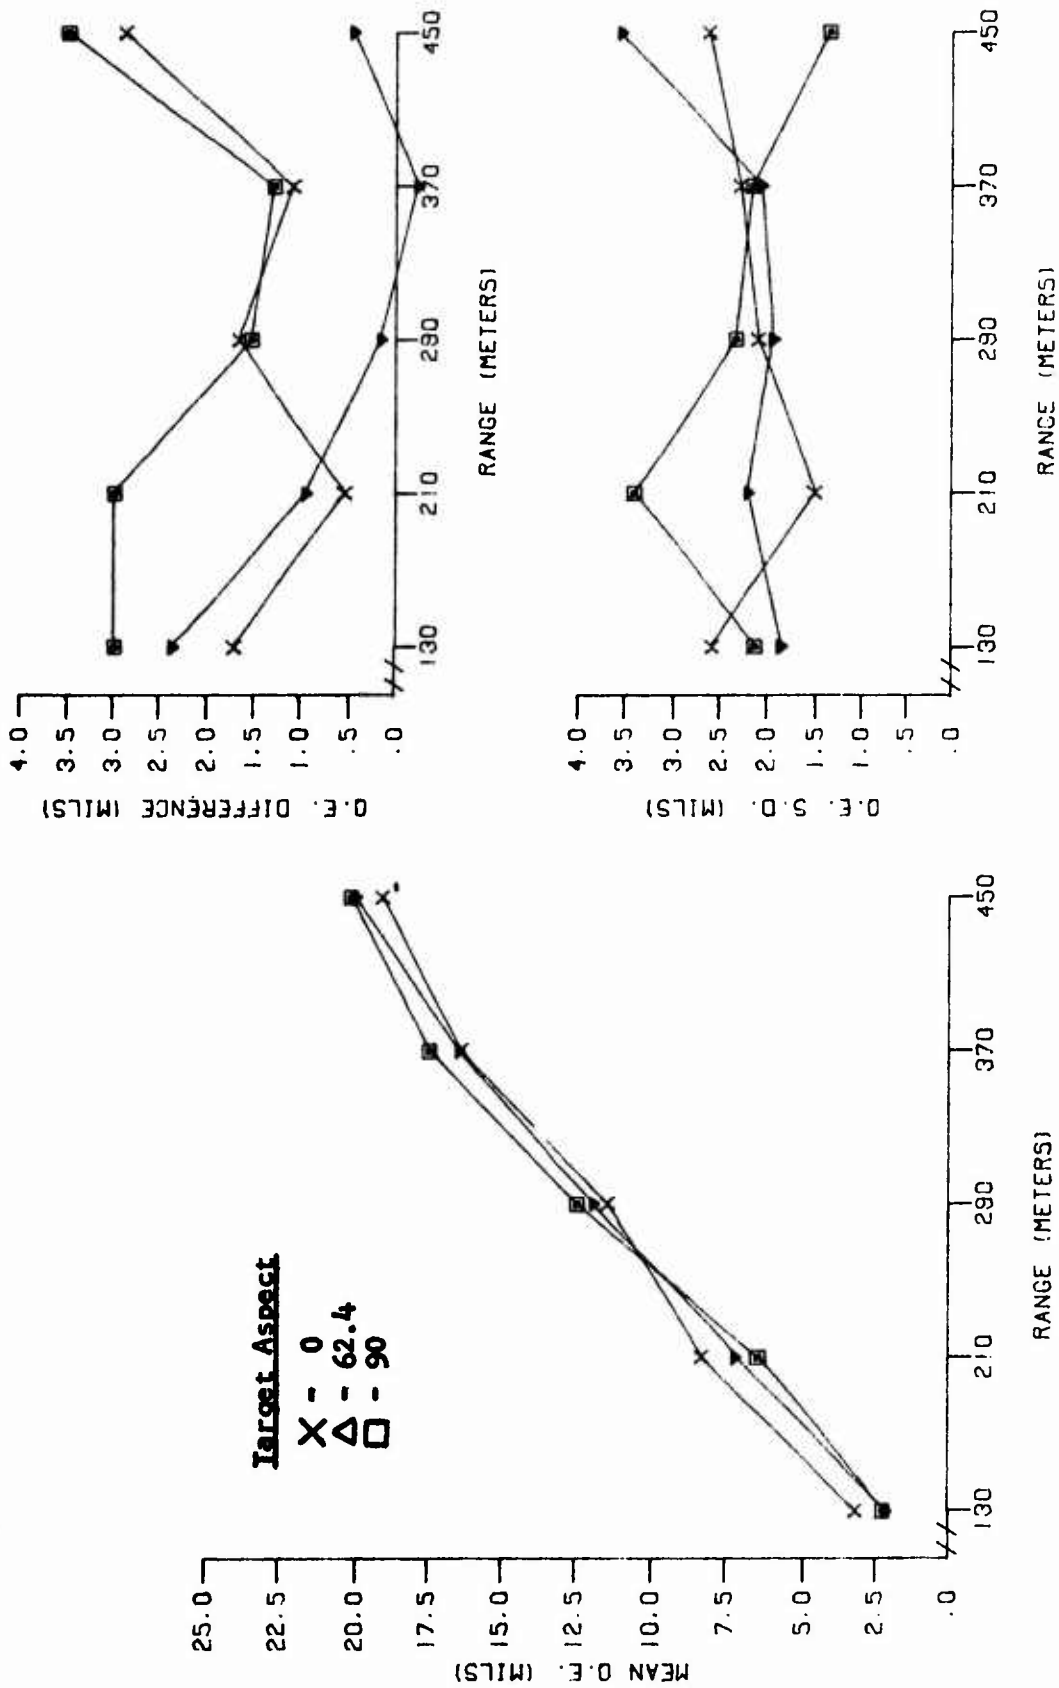 MEAN O.E. (MILS)
25.0
22.5
20.0
17.5
15.0
12.5
10.0
7.5
5.0
2.5
.0
Target Aspect
X - 0
△ - 62.4
□ - 90
130 210 290 370 450
RANGE (METERS)
O.E. DIFFERENCE (MILS)
4.0
3.5
3.0
2.5
2.0
1.5
1.0
.5
.0
130 210 290 370 450
RANGE (METERS)
O.E. S.D. (MILS)
4.0
3.5
3.0
2.5
2.0
1.5
1.0
.5
.0
130 210 290 370 450
RANGE (METERS)